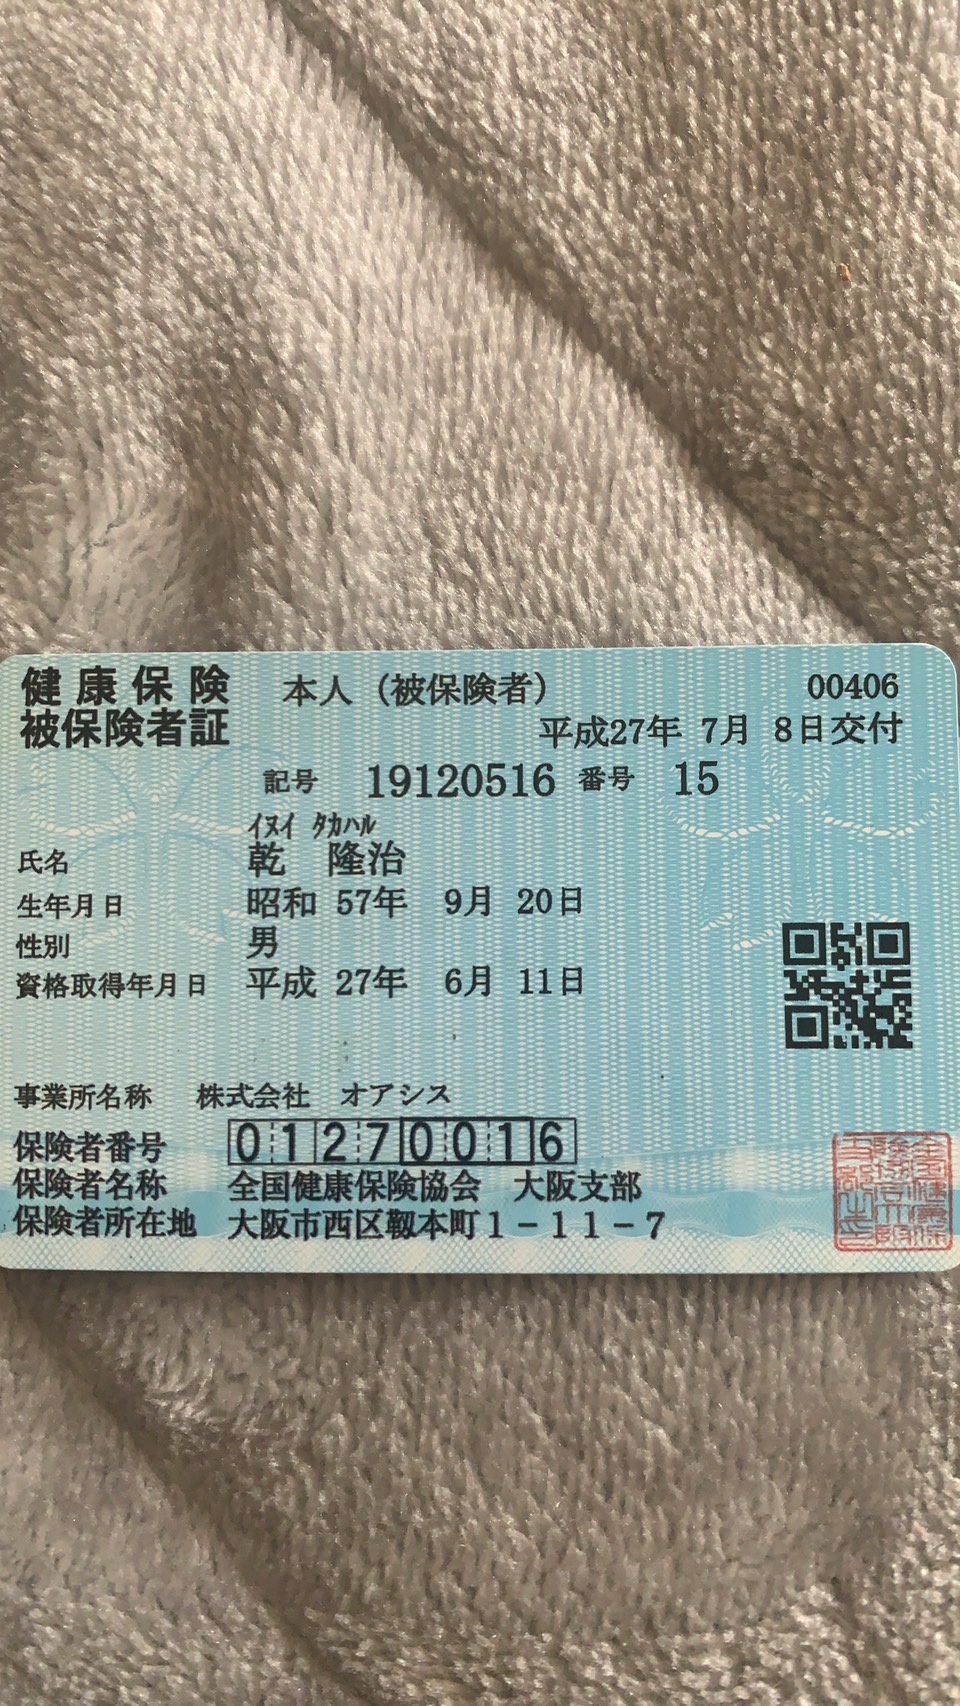 健康保険 本人（被保険者） 00406
被保険者証 平成27年 7月 8日交付
記号 19120516 番号 15
ｲﾇｲ ﾀｶﾊﾙ
氏名 乾 隆治
生年月日 昭和 57年 9月 20日
性別 男
資格取得年月日 平成 27年 6月 11日
事業所名称 株式会社 オアシス
保険者番号 01270016
保険者名称 全国健康保険協会 大阪支部
保険者所在地 大阪市西区靱本町1－11－7